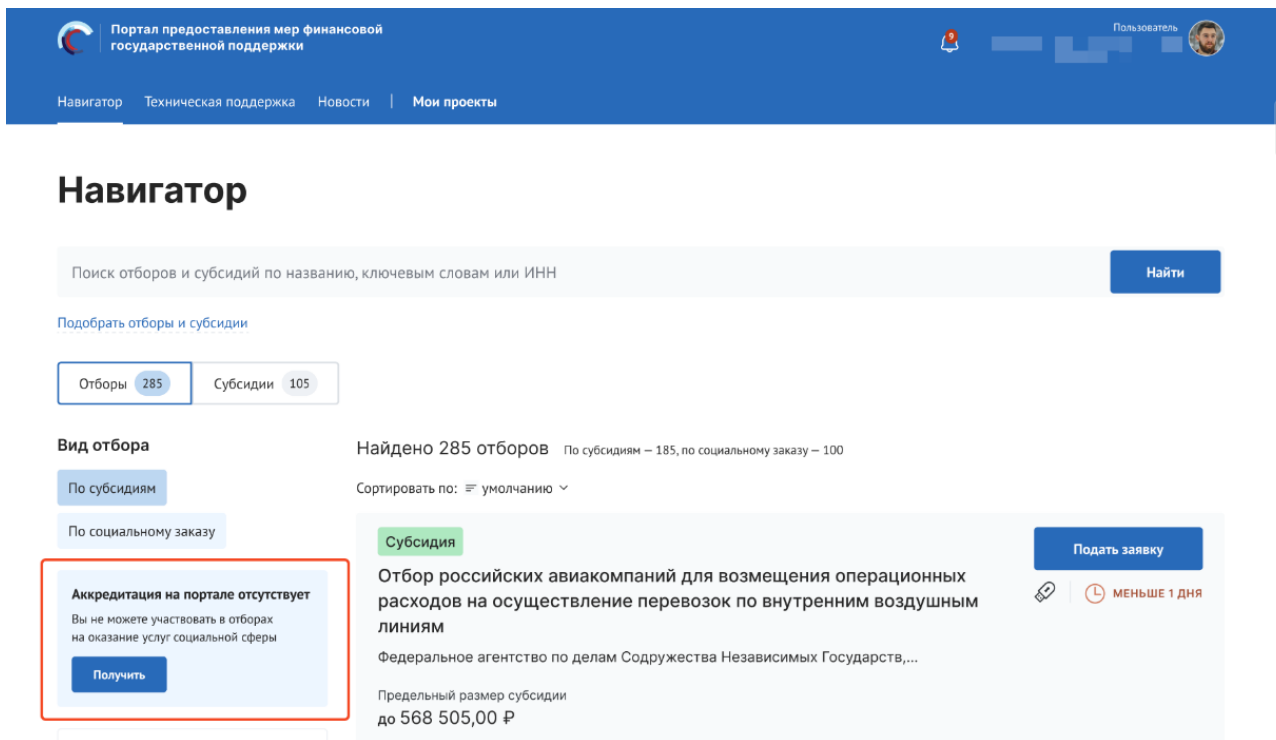 Портал предоставления мер финансовой
государственной поддержки
9
Пользователь
Навигатор Техническая поддержка Новости | Мои проекты
Навигатор
Поиск отборов и субсидий по названию, ключевым словам или ИНН
Найти
Подобрать отборы и субсидии
Отборы 285 Субсидии 105
Вид отбора
По субсидиям
По социальному заказу
Аккредитация на портале отсутствует
Вы не можете участвовать в отборах
на оказание услуг социальной сферы
Получить
Найдено 285 отборов По субсидиям – 185, по социальному заказу – 100
Сортировать по: умолчанию
Субсидия
Подать заявку
Отбор российских авиакомпаний для возмещения операционных
расходов на осуществление перевозок по внутренним воздушным
линиям
МЕНЬШЕ 1 ДНЯ
Федеральное агентство по делам Содружества Независимых Государств,...
Предельный размер субсидии
до 568 505,00 ₽